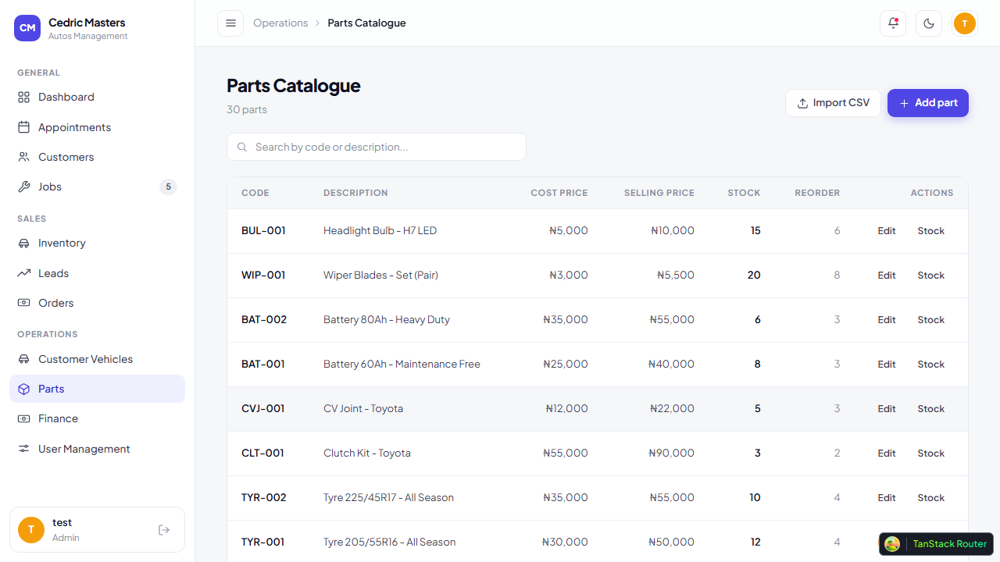 CM
Cedric Masters
Autos Management
GENERAL
Dashboard
Appointments
Customers
Jobs 5
SALES
Inventory
Leads
Orders
OPERATIONS
Customer Vehicles
Parts
Finance
User Management
T
test
Admin
Operations > Parts Catalogue
T
Parts Catalogue
30 parts
Import CSV
+ Add part
Search by code or description...
CODE DESCRIPTION COST PRICE SELLING PRICE STOCK REORDER ACTIONS
BUL-001 Headlight Bulb - H7 LED ₦5,000 ₦10,000 15 6 Edit Stock
WIP-001 Wiper Blades - Set (Pair) ₦3,000 ₦5,500 20 8 Edit Stock
BAT-002 Battery 80Ah - Heavy Duty ₦35,000 ₦55,000 6 3 Edit Stock
BAT-001 Battery 60Ah - Maintenance Free ₦25,000 ₦40,000 8 3 Edit Stock
CVJ-001 CV Joint - Toyota ₦12,000 ₦22,000 5 3 Edit Stock
CLT-001 Clutch Kit - Toyota ₦55,000 ₦90,000 3 2 Edit Stock
TYR-002 Tyre 225/45R17 - All Season ₦35,000 ₦55,000 10 4 Edit Stock
TYR-001 Tyre 205/55R16 - All Season ₦30,000 ₦50,000 12 4
TanStack Router